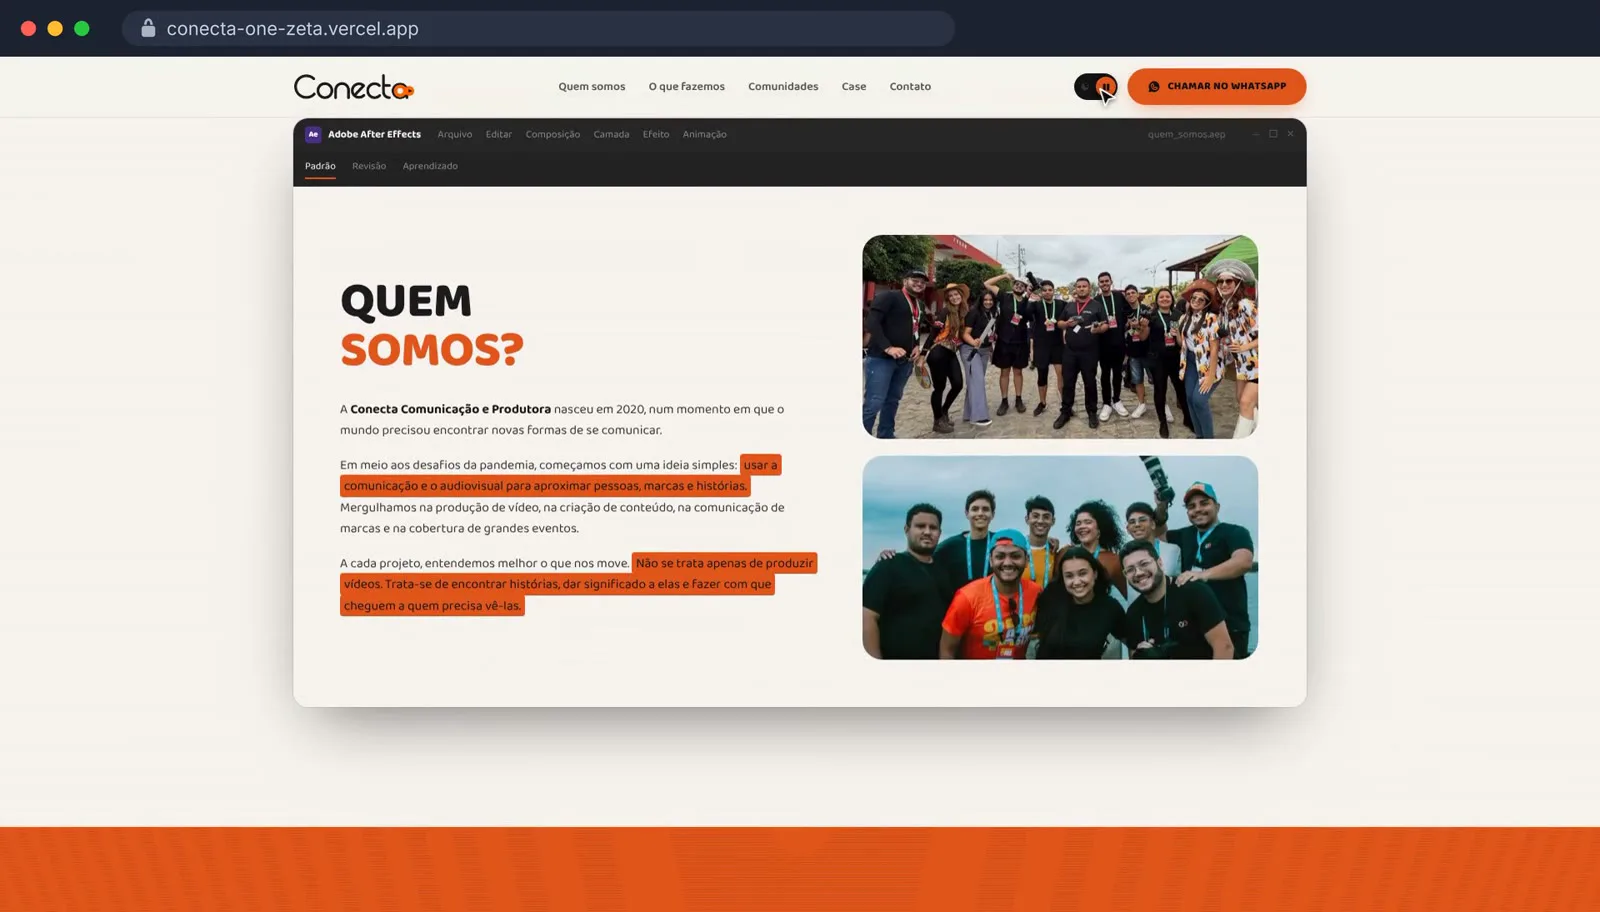 conecta-one-zeta.vercel.app
Conecta
Quem somos
O que fazemos
Comunidades
Case
Contato
CHAMAR NO WHATSAPP
Ae
Adobe After Effects
Arquivo
Editar
Composição
Camada
Efeito
Animação
quem_somos.aep
Padrão
Revisão
Aprendizado
QUEM
SOMOS?
A Conecta Comunicação e Produtora nasceu em 2020, num momento em que o
mundo precisou encontrar novas formas de se comunicar.
Em meio aos desafios da pandemia, começamos com uma ideia simples: usar a
comunicação e o audiovisual para aproximar pessoas, marcas e histórias.
Mergulhamos na produção de vídeo, na criação de conteúdo, na comunicação de
marcas e na cobertura de grandes eventos.
A cada projeto, entendemos melhor o que nos move. Não se trata apenas de produzir
vídeos. Trata-se de encontrar histórias, dar significado a elas e fazer com que
cheguem a quem precisa vê-las.